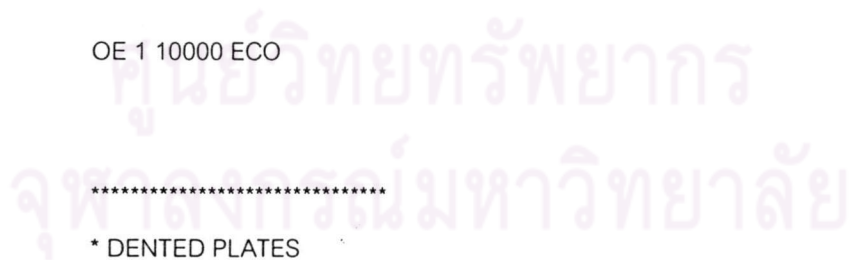 OE 1 10000 ECO
ศูนย์วิทยทรัพยากร
******************************
จุฬาลงกรณ์มหาวิทยาลัย
* DENTED PLATES